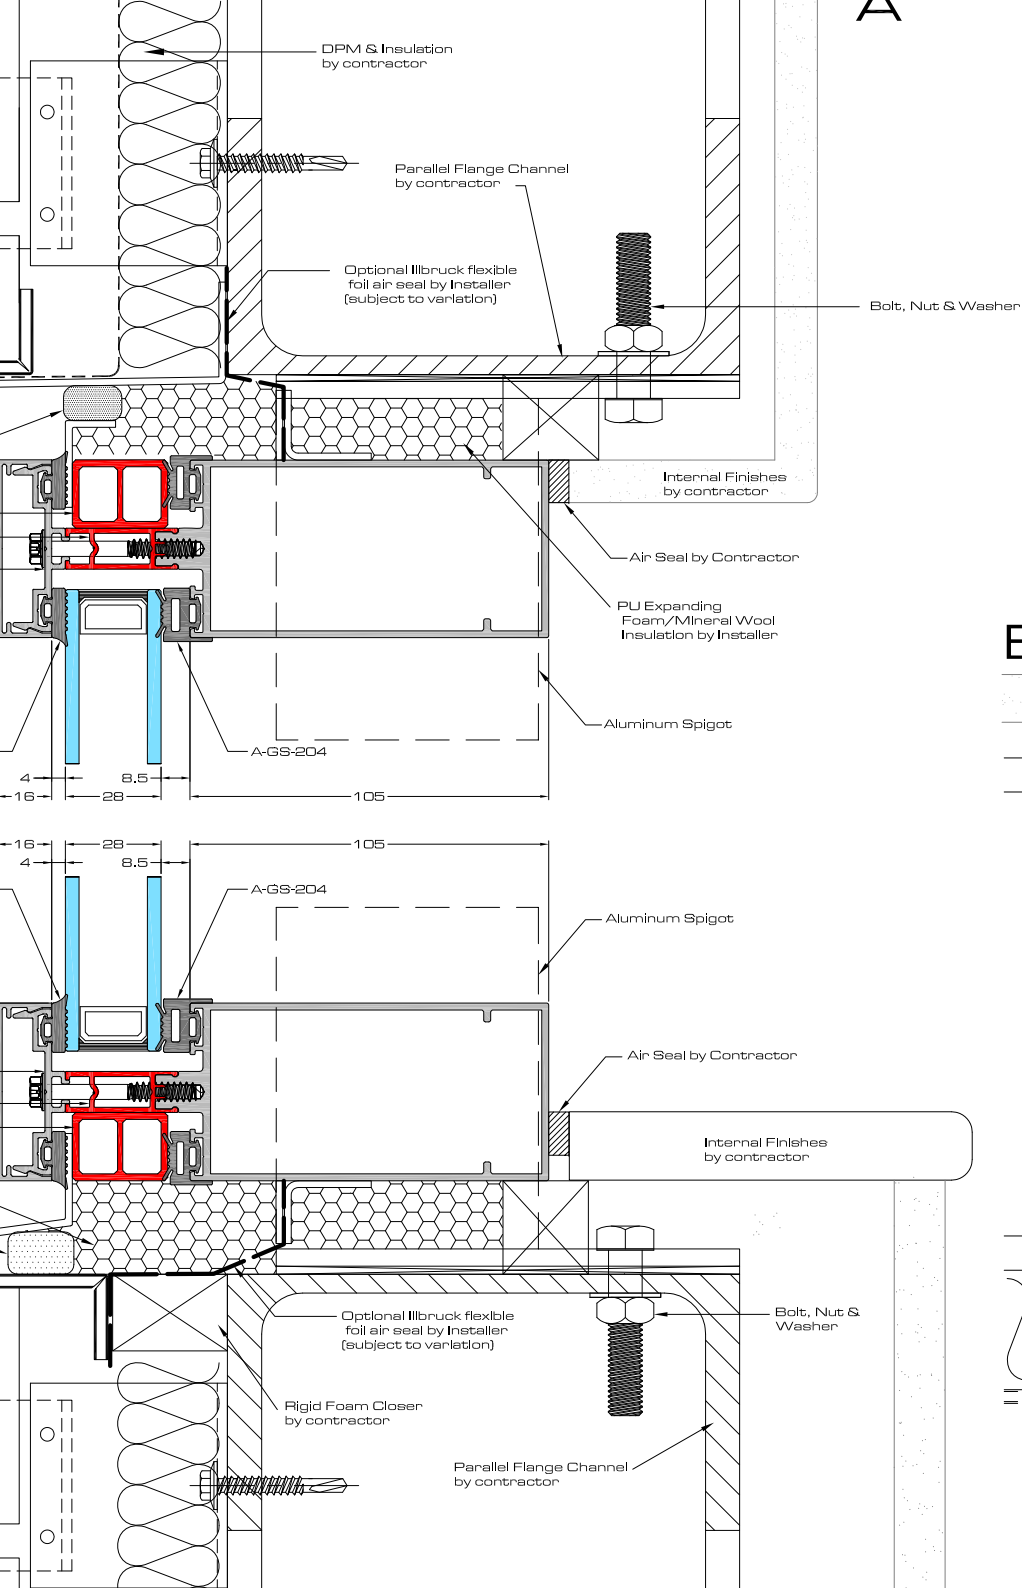 A
DPM & Insulation
by contractor
Parallel Flange Channel
by contractor
Optional Illbruck flexible
foil air seal by Installer
(subject to variation)
Bolt, Nut & Washer
Internal Finishes
by contractor
Air Seal by Contractor
PU Expanding
Foam/Mineral Wool
Insulation by Installer
Aluminum Spigot
A-GS-204
4
8.5
16
28
105
16
28
105
4
8.5
A-GS-204
Aluminum Spigot
Air Seal by Contractor
Internal Finishes
by contractor
Optional Illbruck flexible
foil air seal by Installer
(subject to variation)
Bolt, Nut &
Washer
Rigid Foam Closer
by contractor
Parallel Flange Channel
by contractor